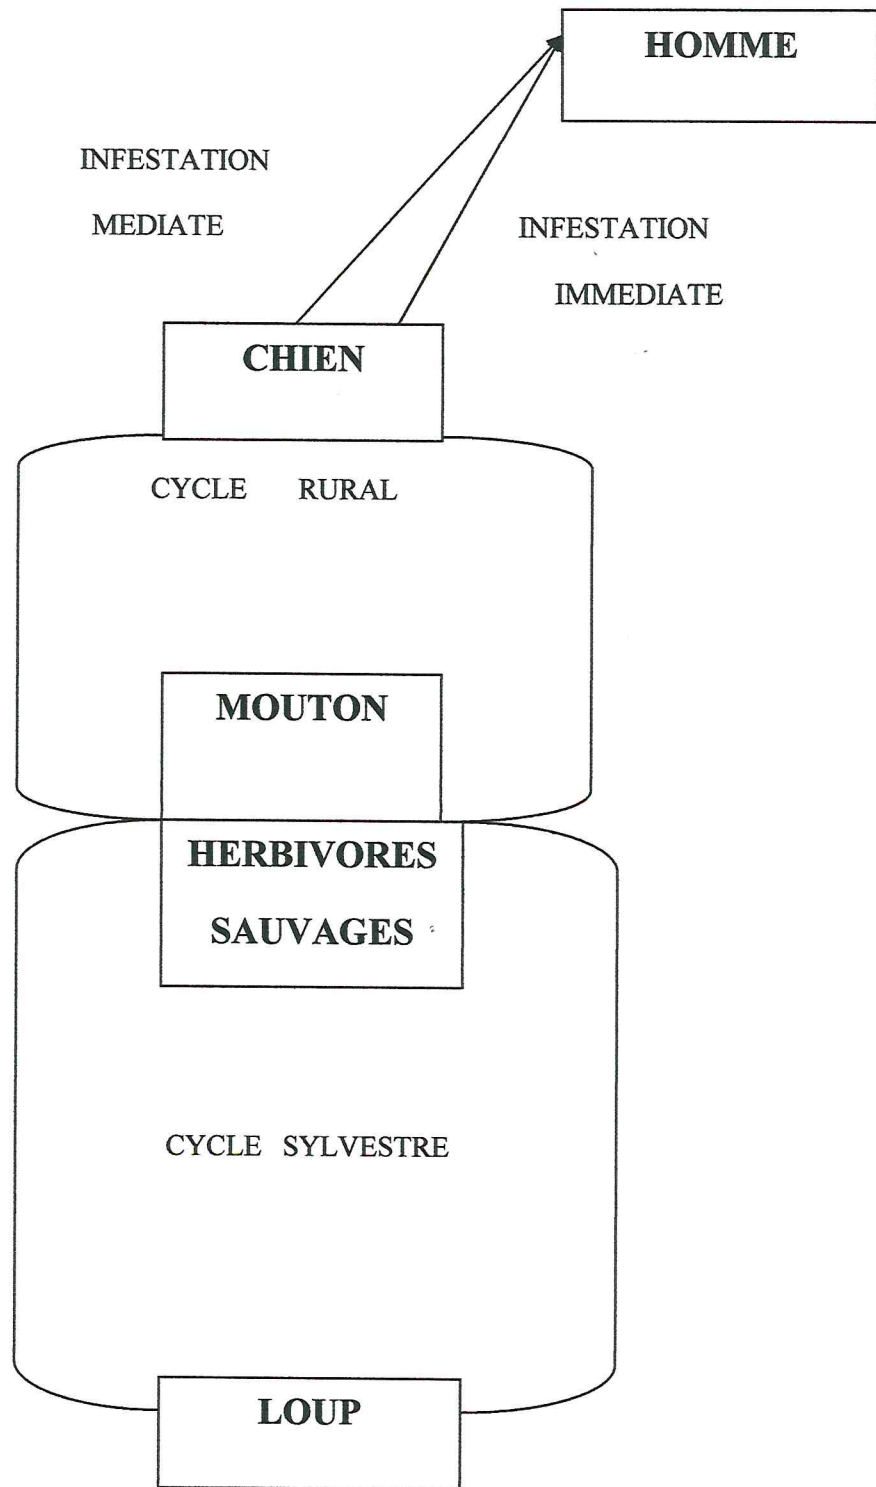 HOMME
INFESTATION
MEDIATE
INFESTATION
IMMEDIATE
CHIEN
CYCLE RURAL
MOUTON
HERBIVORES
SAUVAGES
CYCLE SYLVESTRE
LOUP